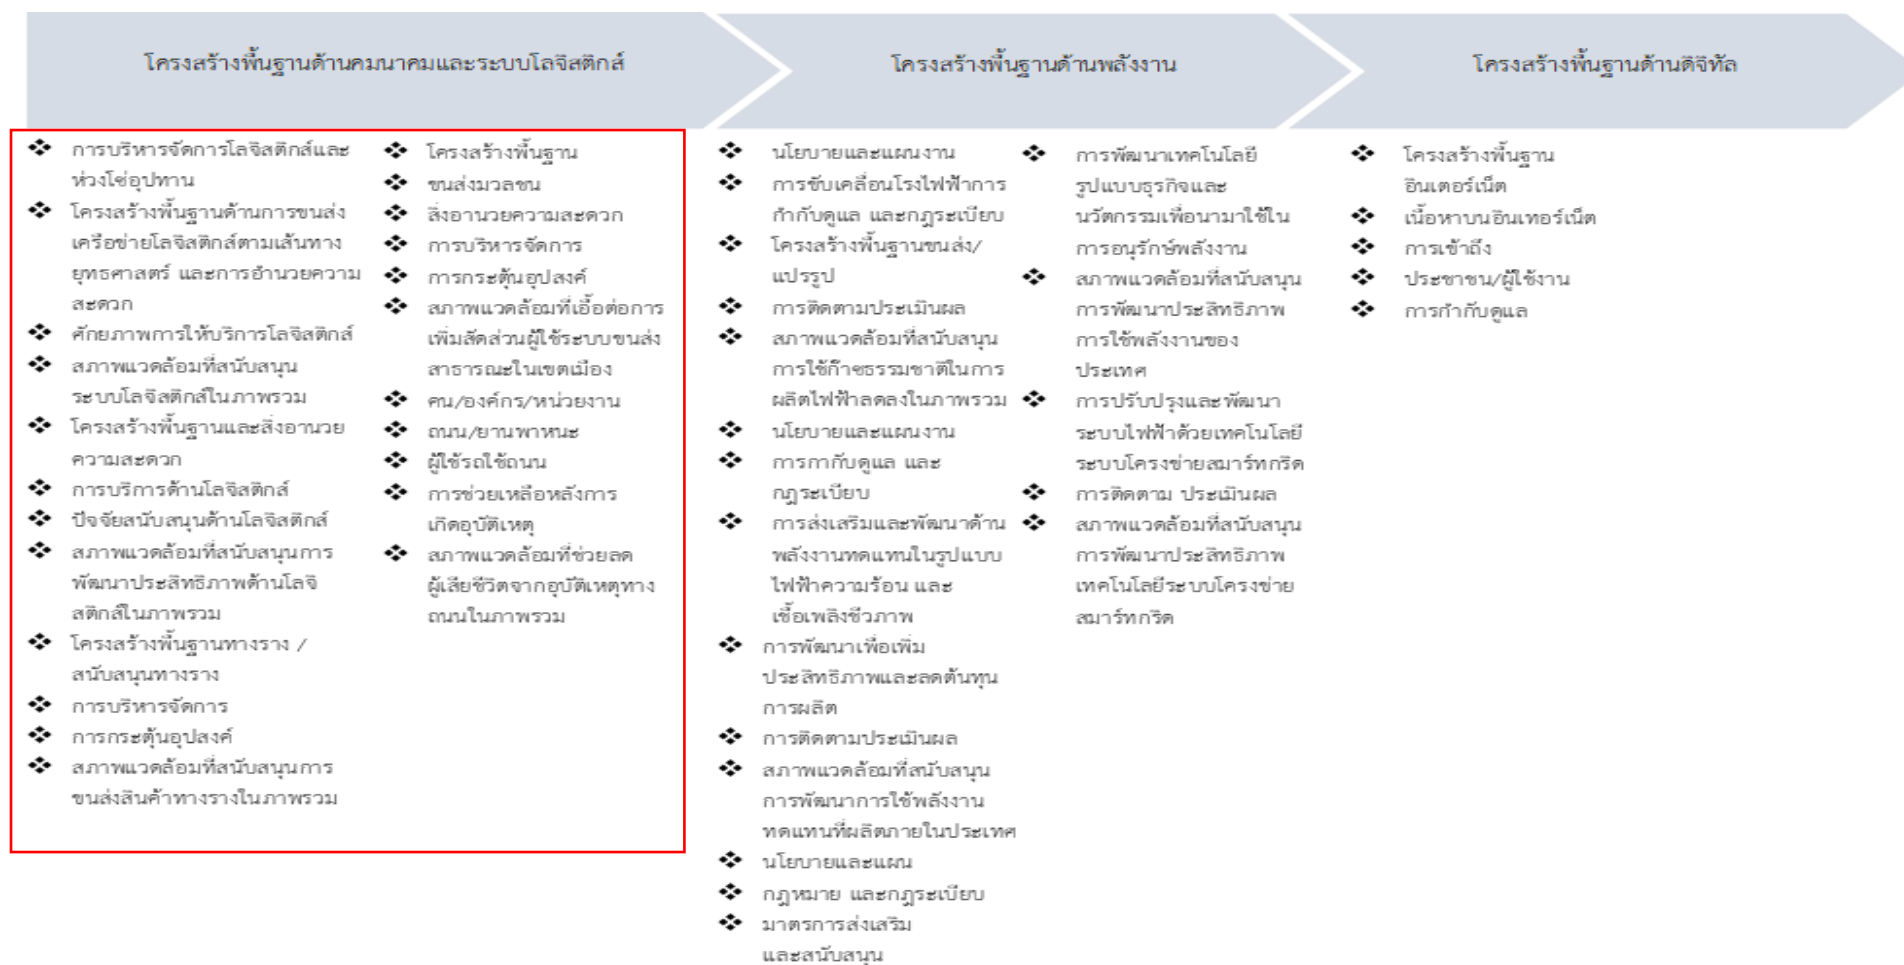 โครงสร้างพื้นฐานด้านคมนาคมและระบบโลจิสติกส์
โครงสร้างพื้นฐานด้านพลังงาน
โครงสร้างพื้นฐานด้านดิจิทัล
❖ การบริหารจัดการโลจิสติกส์และ
ห่วงโซ่อุปทาน
❖ โครงสร้างพื้นฐานด้านการขนส่ง
เครือข่ายโลจิสติกส์ตามเส้นทาง
ยุทธศาสตร์ และการอำนวยความ
สะดวก
❖ ศักยภาพการให้บริการโลจิสติกส์
❖ สภาพแวดล้อมที่สนับสนุน
ระบบโลจิสติกส์ในภาพรวม
❖ โครงสร้างพื้นฐานและสิ่งอานวย
ความสะดวก
❖ การบริการด้านโลจิสติกส์
❖ ปัจจัยสนับสนุนด้านโลจิสติกส์
❖ สภาพแวดล้อมที่สนับสนุนการ
พัฒนาประสิทธิภาพด้านโลจิ
สติกส์ในภาพรวม
❖ โครงสร้างพื้นฐานทางราง /
สนับสนุนทางราง
❖ การบริหารจัดการ
❖ การกระตุ้นอุปสงค์
❖ สภาพแวดล้อมที่สนับสนุนการ
ขนส่งสินค้าทางรางในภาพรวม
❖ โครงสร้างพื้นฐาน
❖ ขนส่งมวลชน
❖ สิ่งอานวยความสะดวก
❖ การบริหารจัดการ
❖ การกระตุ้นอุปสงค์
❖ สภาพแวดล้อมที่เอื้อต่อการ
เพิ่มสัดส่วนผู้ใช้ระบบขนส่ง
สาธารณะในเขตเมือง
❖ คน/องค์กร/หน่วยงาน
❖ ถนน/ยานพาหนะ
❖ ผู้ใช้รถใช้ถนน
❖ การช่วยเหลือหลังการ
เกิดอุบัติเหตุ
❖ สภาพแวดล้อมที่ช่วยลด
ผู้เสียชีวิตจากอุบัติเหตุทาง
ถนนในภาพรวม
❖ นโยบายและแผนงาน
❖ การขับเคลื่อนโรงไฟฟ้าการ
กำกับดูแล และกฎระเบียบ
❖ โครงสร้างพื้นฐานขนส่ง/
แปรรูป
❖ การติดตามประเมินผล
❖ สภาพแวดล้อมที่สนับสนุน
การใช้ก๊าซธรรมชาติในการ
ผลิตไฟฟ้าลดลงในภาพรวม
❖ นโยบายและแผนงาน
❖ การกากับดูแล และ
กฎระเบียบ
❖ การส่งเสริมและพัฒนาด้าน
พลังงานทดแทนในรูปแบบ
ไฟฟ้าความร้อน และ
เชื้อเพลิงชีวภาพ
❖ การพัฒนาเพื่อเพิ่ม
ประสิทธิภาพและลดต้นทุน
การผลิต
❖ การติดตามประเมินผล
❖ สภาพแวดล้อมที่สนับสนุน
การพัฒนาการใช้พลังงาน
ทดแทนที่ผลิตภายในประเทศ
❖ นโยบายและแผน
❖ กฎหมาย และกฎระเบียบ
❖ มาตรการส่งเสริม
และสนับสนุน
❖ การพัฒนาเทคโนโลยี
รูปแบบธุรกิจและ
นวัตกรรมเพื่อนามาใช้ใน
การอนุรักษ์พลังงาน
❖ สภาพแวดล้อมที่สนับสนุน
การพัฒนาประสิทธิภาพ
การใช้พลังงานของ
ประเทศ
❖ การปรับปรุงและพัฒนา
ระบบไฟฟ้าด้วยเทคโนโลยี
ระบบโครงข่ายสมาร์ทกริด
❖ การติดตาม ประเมินผล
❖ สภาพแวดล้อมที่สนับสนุน
การพัฒนาประสิทธิภาพ
เทคโนโลยีระบบโครงข่าย
สมาร์ทกริด
❖ โครงสร้างพื้นฐาน
อินเตอร์เน็ต
❖ เนื้อหาบนอินเทอร์เน็ต
❖ การเข้าถึง
❖ ประชาชน/ผู้ใช้งาน
❖ การกำกับดูแล